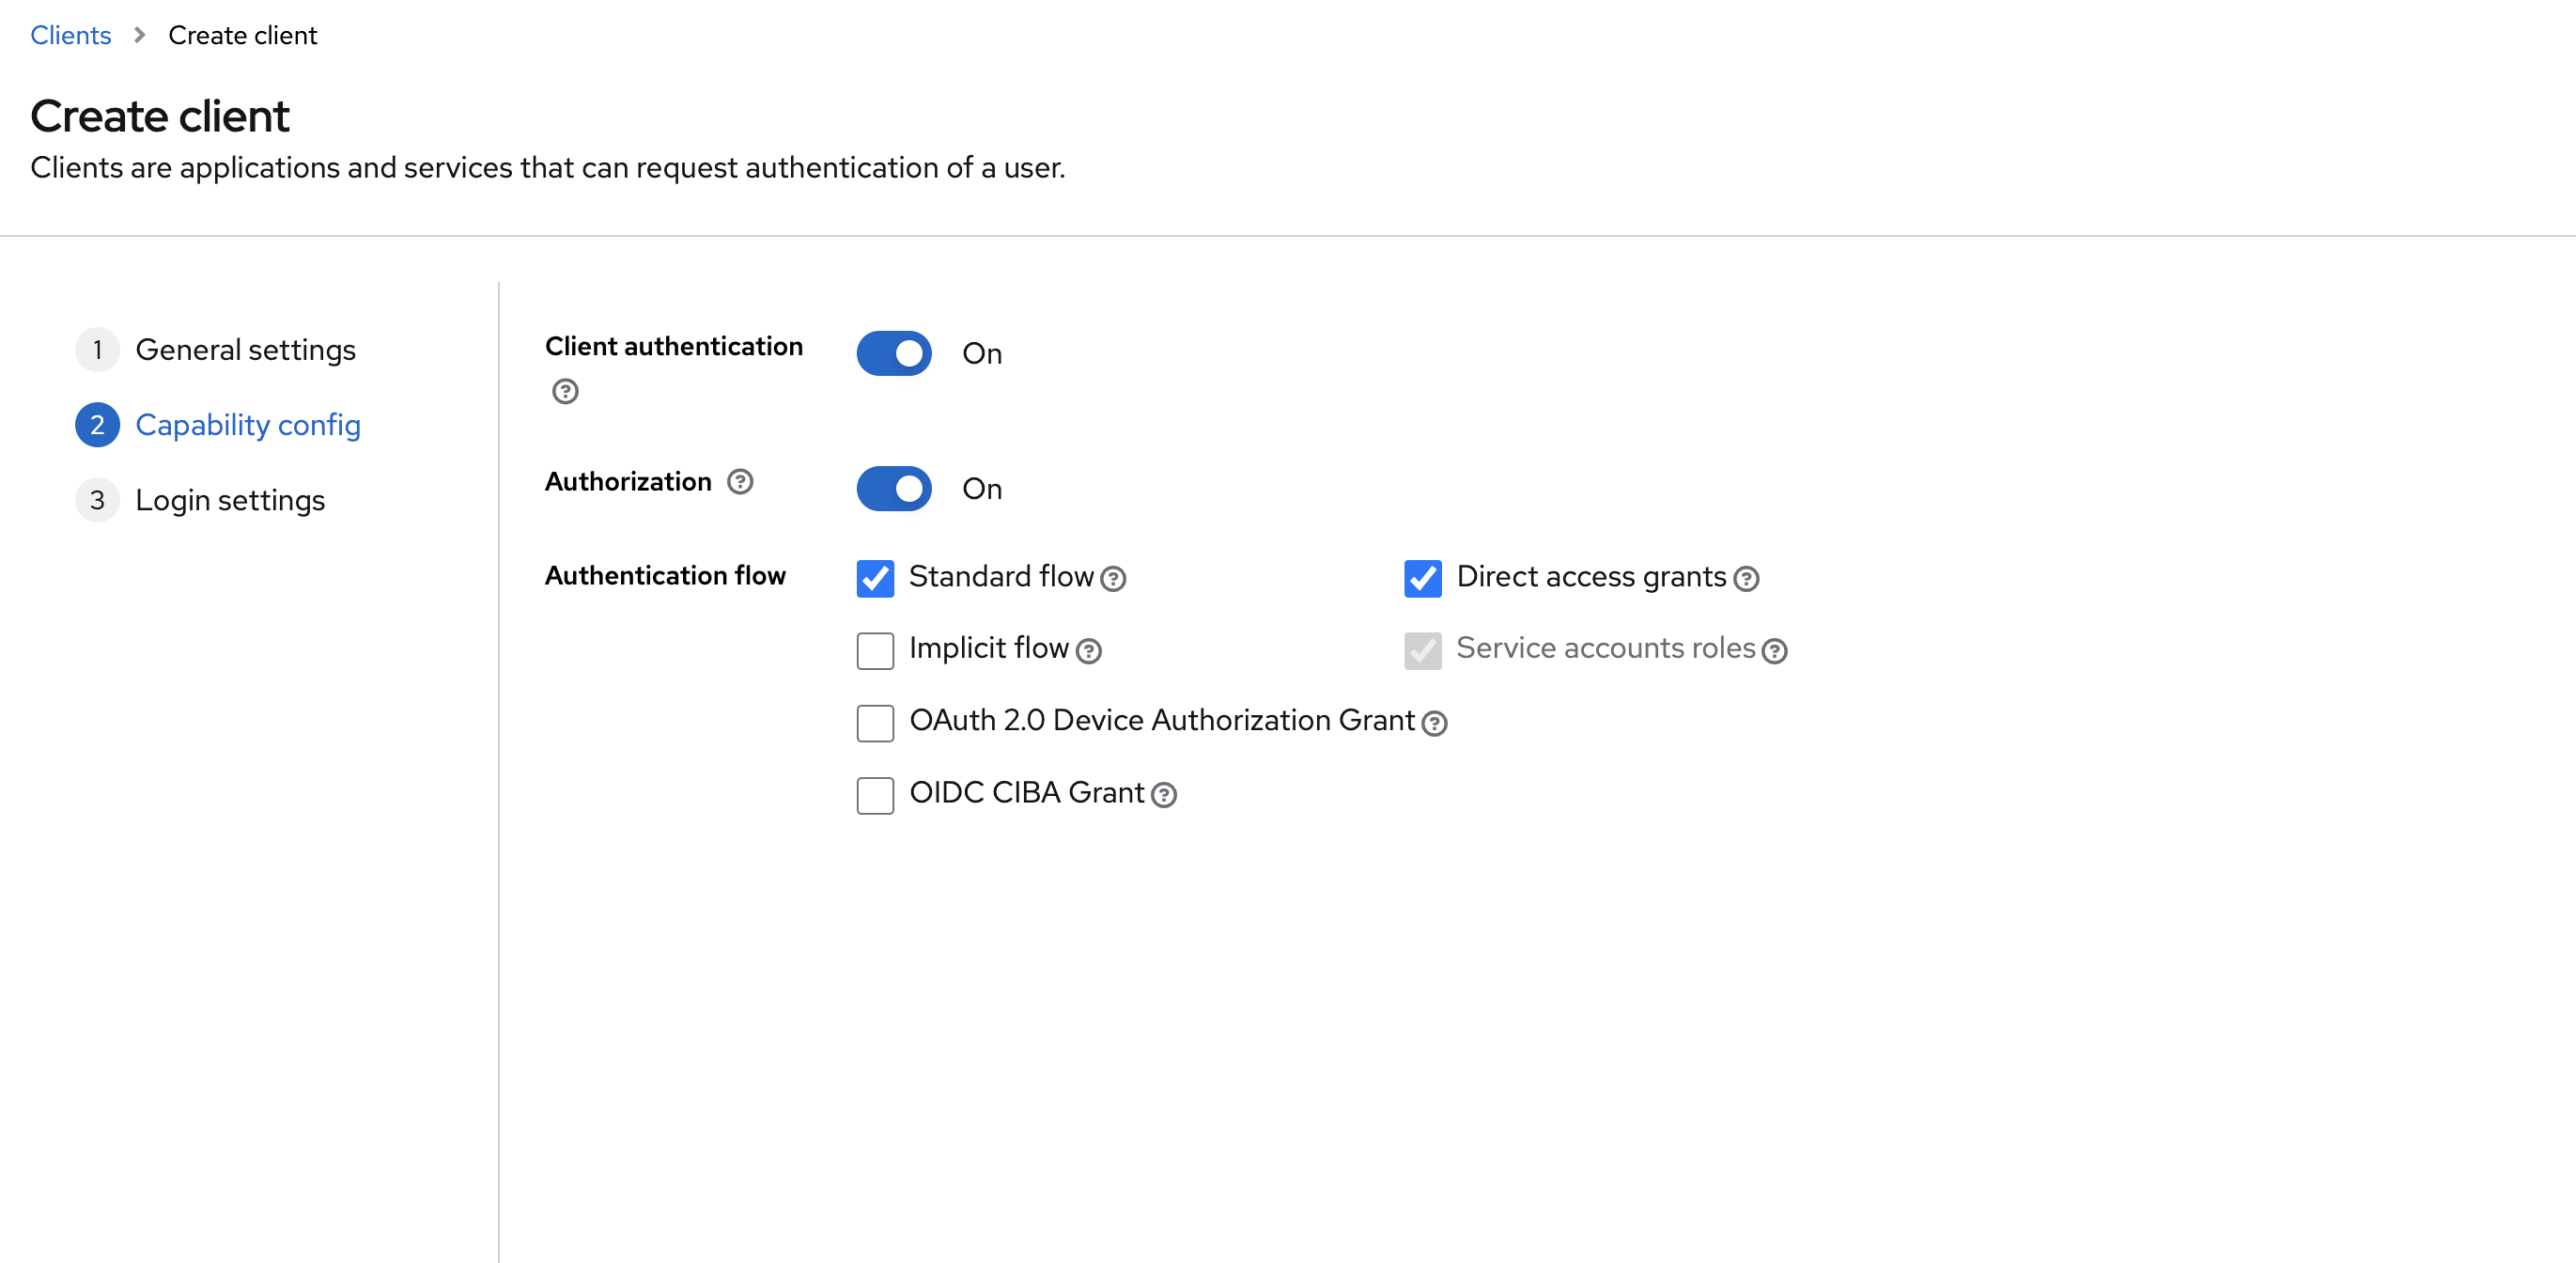 Clients > Create client
Create client
Clients are applications and services that can request authentication of a user.
1 General settings
2 Capability config
3 Login settings
Client authentication
On
Authorization
On
Authentication flow
Standard flow
Direct access grants
Implicit flow
Service accounts roles
OAuth 2.0 Device Authorization Grant
OIDC CIBA Grant